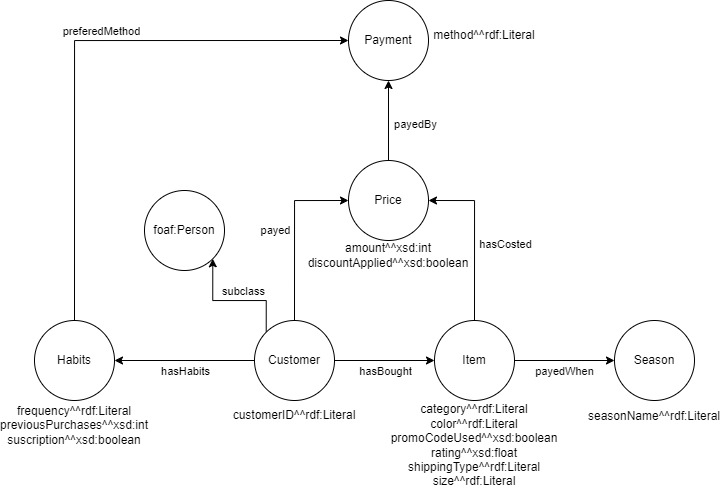 preferedMethod
Payment
method^^rdf:Literal
payedBy
Price
amount^^xsd:int
discountApplied^^xsd:boolean
foaf:Person
payed
hasCosted
subclass
Habits
hasHabits
Customer
hasBought
Item
payedWhen
Season
frequency^^rdf:Literal
previousPurchases^^xsd:int
suscription^^xsd:boolean
customerID^^rdf:Literal
category^^rdf:Literal
color^^rdf:Literal
promoCodeUsed^^xsd:boolean
rating^^xsd:float
shippingType^^rdf:Literal
size^^rdf:Literal
seasonName^^rdf:Literal